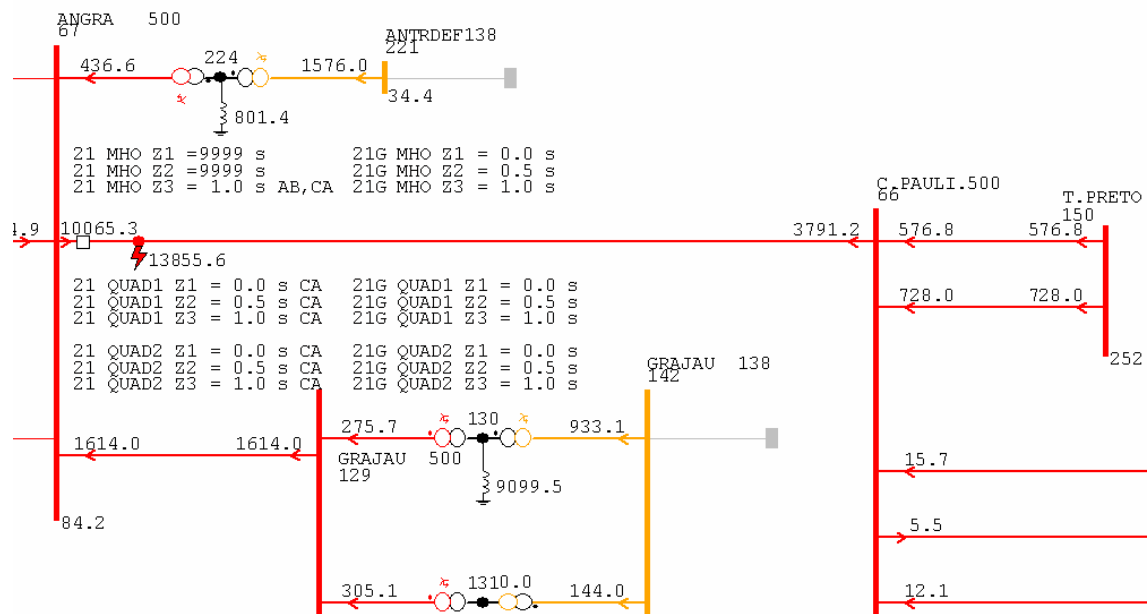 ANGRA 500
67
436.6
224
1576.0
ANTRDEF138
221
34.4
801.4
21 MHO Z1 =9999 s 21G MHO Z1 = 0.0 s
21 MHO Z2 =9999 s 21G MHO Z2 = 0.5 s
21 MHO Z3 = 1.0 s AB,CA 21G MHO Z3 = 1.0 s
C.PAULI.500
66
T.PRETO
150
4.9
10065.3
3791.2
576.8
576.8
13855.6
21 QUAD1 Z1 = 0.0 s CA 21G QUAD1 Z1 = 0.0 s
21 QUAD1 Z2 = 0.5 s CA 21G QUAD1 Z2 = 0.5 s
21 QUAD1 Z3 = 1.0 s CA 21G QUAD1 Z3 = 1.0 s
728.0
728.0
21 QUAD2 Z1 = 0.0 s CA 21G QUAD2 Z1 = 0.0 s
21 QUAD2 Z2 = 0.5 s CA 21G QUAD2 Z2 = 0.5 s
21 QUAD2 Z3 = 1.0 s CA 21G QUAD2 Z3 = 1.0 s
GRAJAU 138
142
252
1614.0
1614.0
275.7
130
933.1
GRAJAU 500
129
9099.5
15.7
84.2
5.5
305.1
1310.0
144.0
12.1